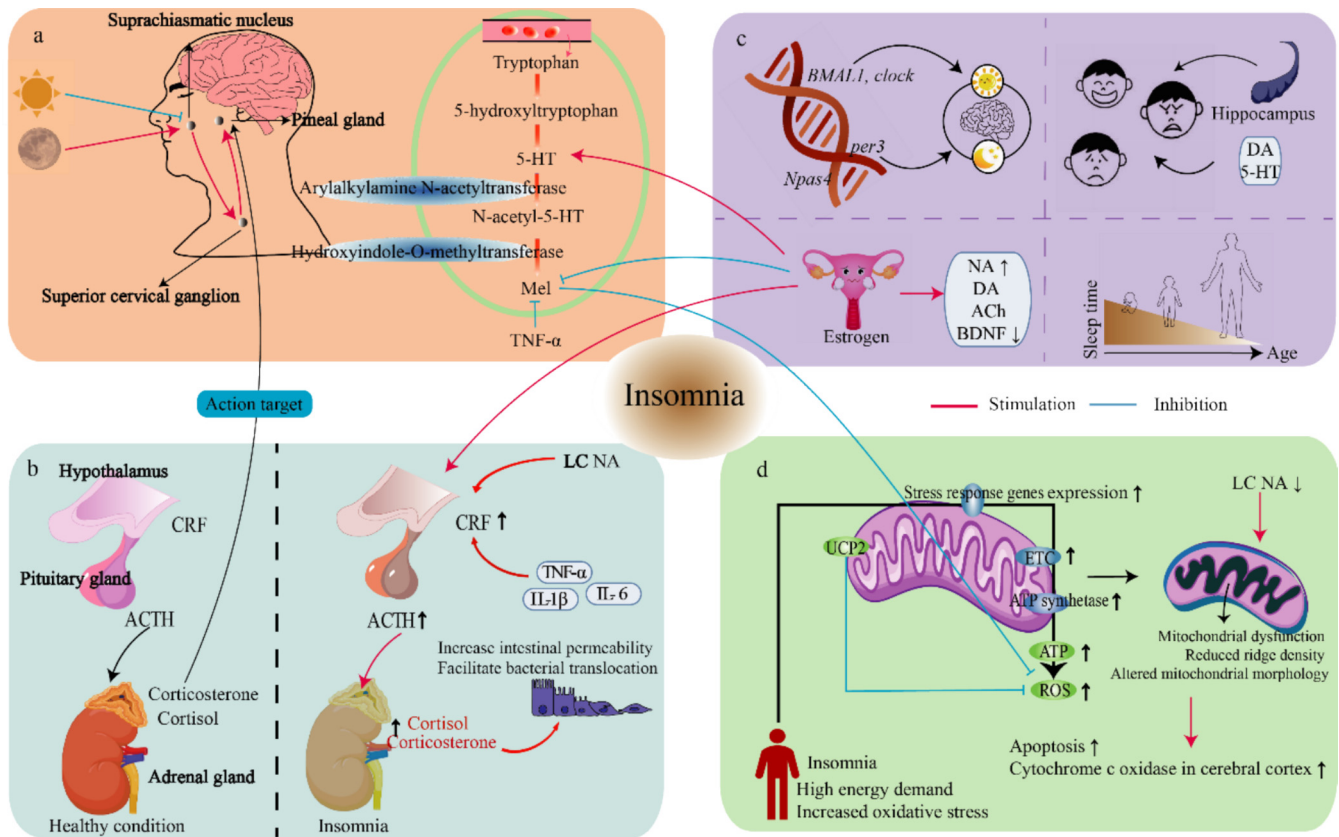 a
Suprachiasmatic nucleus
Pineal gland
Superior cervical ganglion
Tryptophan
5-hydroxyltryptophan
5-HT
Arylalkylamine N-acetyltransferase
N-acetyl-5-HT
Hydroxyindole-O-methyltransferase
Mel
TNF-α
c
BMAL1, clock
per3
Npas4
Hippocampus
DA
5-HT
Estrogen
NA ↑
DA
ACh
BDNF ↓
Sleep time
Age
Insomnia
Stimulation
Inhibition
Action target
b
Hypothalamus
CRF
Pituitary gland
ACTH
Corticosterone
Cortisol
Adrenal gland
Healthy condition
LC NA
CRF ↑
TNF-α
IL-1β
IL-6
ACTH ↑
Increase intestinal permeability
Facilitate bacterial translocation
↑ Cortisol
Corticosterone
Insomnia
d
Stress response genes expression ↑
UCP2
ETC ↑
ATP synthetase ↑
ATP ↑
ROS ↑
LC NA ↓
Mitochondrial dysfunction
Reduced ridge density
Altered mitochondrial morphology
Apoptosis ↑
Cytochrome c oxidase in cerebral cortex ↑
Insomnia
High energy demand
Increased oxidative stress